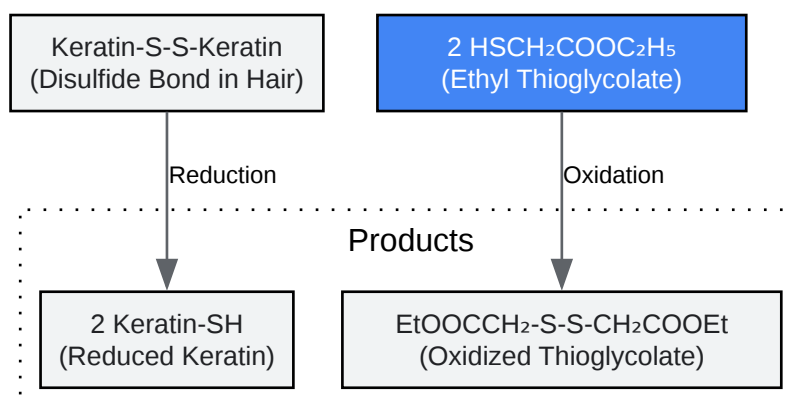 Keratin-S-S-Keratin
(Disulfide Bond in Hair)
2 HSCH₂COOC₂H₅
(Ethyl Thioglycolate)
Reduction
Oxidation
Products
2 Keratin-SH
(Reduced Keratin)
EtOOCCH₂-S-S-CH₂COOEt
(Oxidized Thioglycolate)